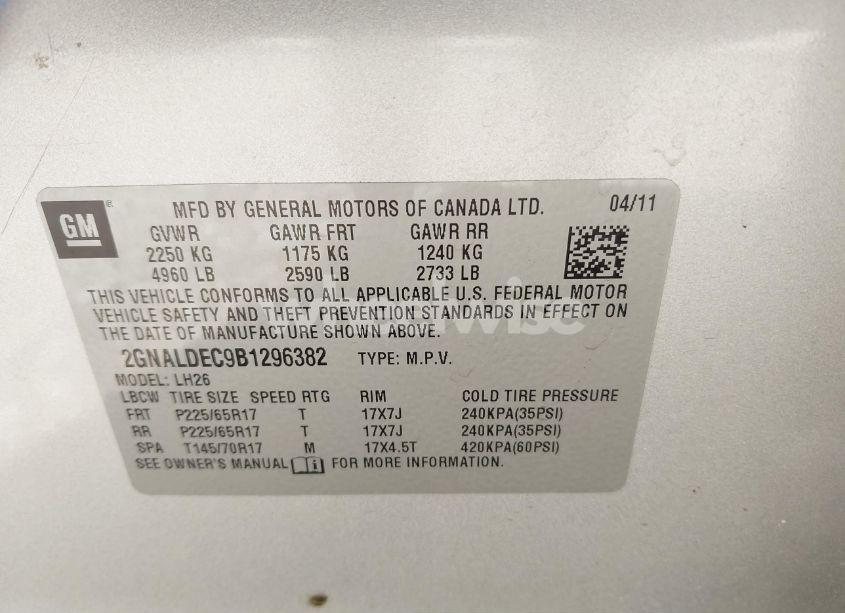 GM ®
MFD BY GENERAL MOTORS OF CANADA LTD. 04/11
GVWR GAWR FRT GAWR RR
2250 KG 1175 KG 1240 KG
4960 LB 2590 LB 2733 LB
THIS VEHICLE CONFORMS TO ALL APPLICABLE U.S. FEDERAL MOTOR
VEHICLE SAFETY AND THEFT PREVENTION STANDARDS IN EFFECT ON
THE DATE OF MANUFACTURE SHOWN ABOVE.
2GNALDEC9B1296382 TYPE: M.P.V.
MODEL: LH26
LBCW TIRE SIZE SPEED RTG RIM COLD TIRE PRESSURE
FRT P225/65R17 T 17X7J 240KPA(35PSI)
RR P225/65R17 T 17X7J 240KPA(35PSI)
SPA T145/70R17 M 17X4.5T 420KPA(60PSI)
SEE OWNER'S MANUAL FOR MORE INFORMATION.